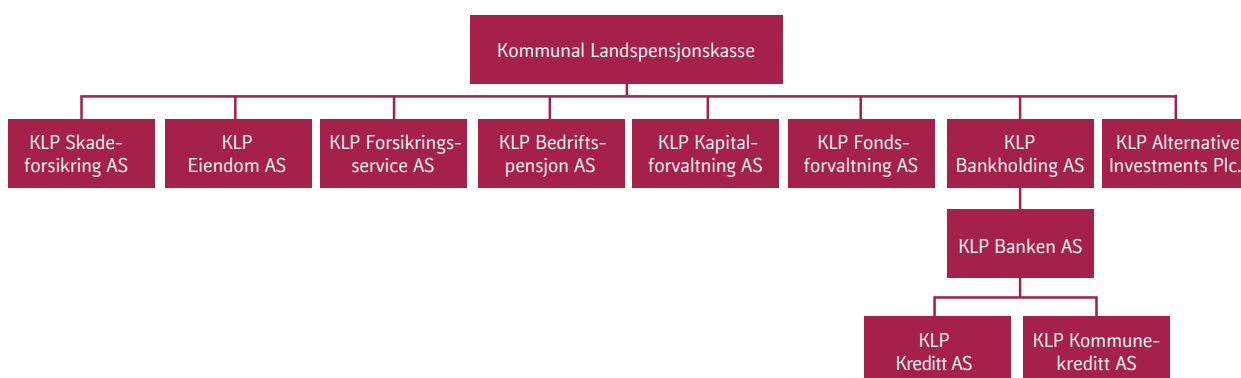 Kommunal Landspensjonskasse
KLP Skade-
forsikring AS
KLP
Eiendom AS
KLP Forsikrings-
service AS
KLP Bedrifts-
pensjon AS
KLP Kapital-
forvaltning AS
KLP Fonds-
forvaltning AS
KLP
Bankholding AS
KLP Alternative
Investments Plc.
KLP Banken AS
KLP
Kreditt AS
KLP Kommune-
kreditt AS